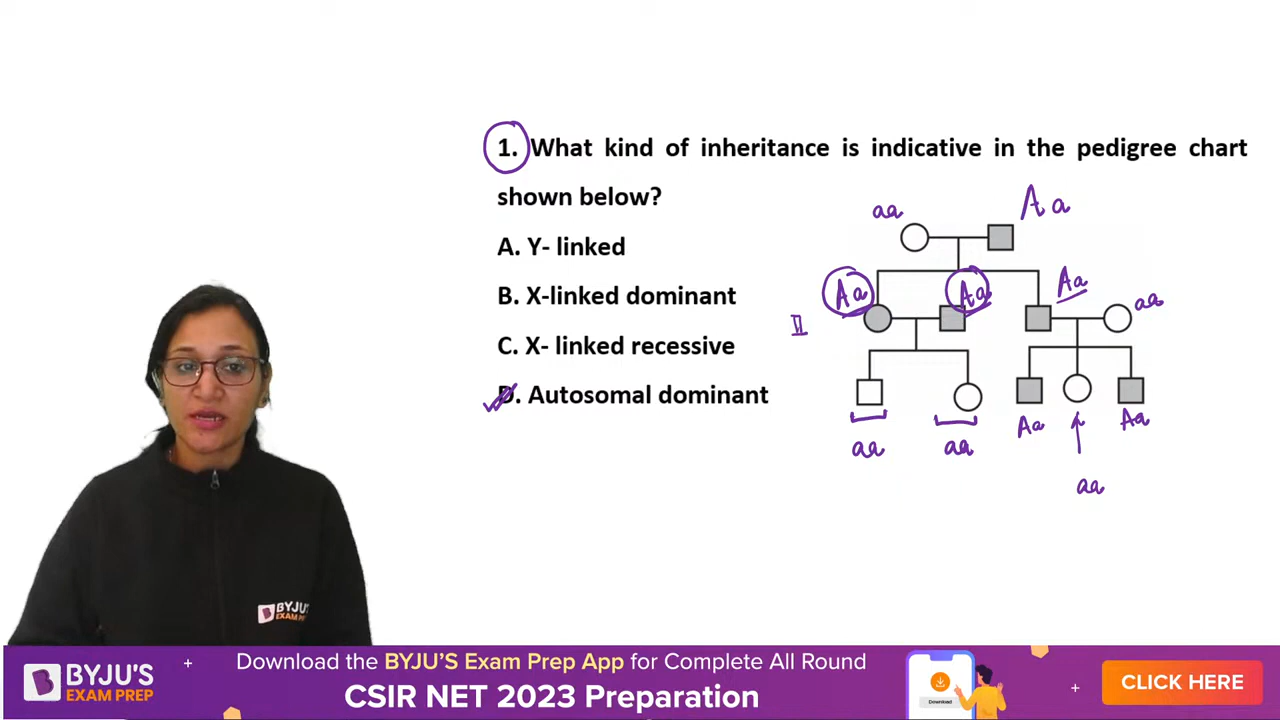 1. What kind of inheritance is indicative in the pedigree chart
shown below?
A. Y- linked
B. X-linked dominant
C. X- linked recessive
D. Autosomal dominant
aa
Aa
Aa
Aa
Aa
aa
II
aa
aa
Aa
aa
Aa
BYJU'S
EXAM PREP
BYJU'S
EXAM PREP
Download the BYJU'S Exam Prep App for Complete All Round
CSIR NET 2023 Preparation
Download
CLICK HERE